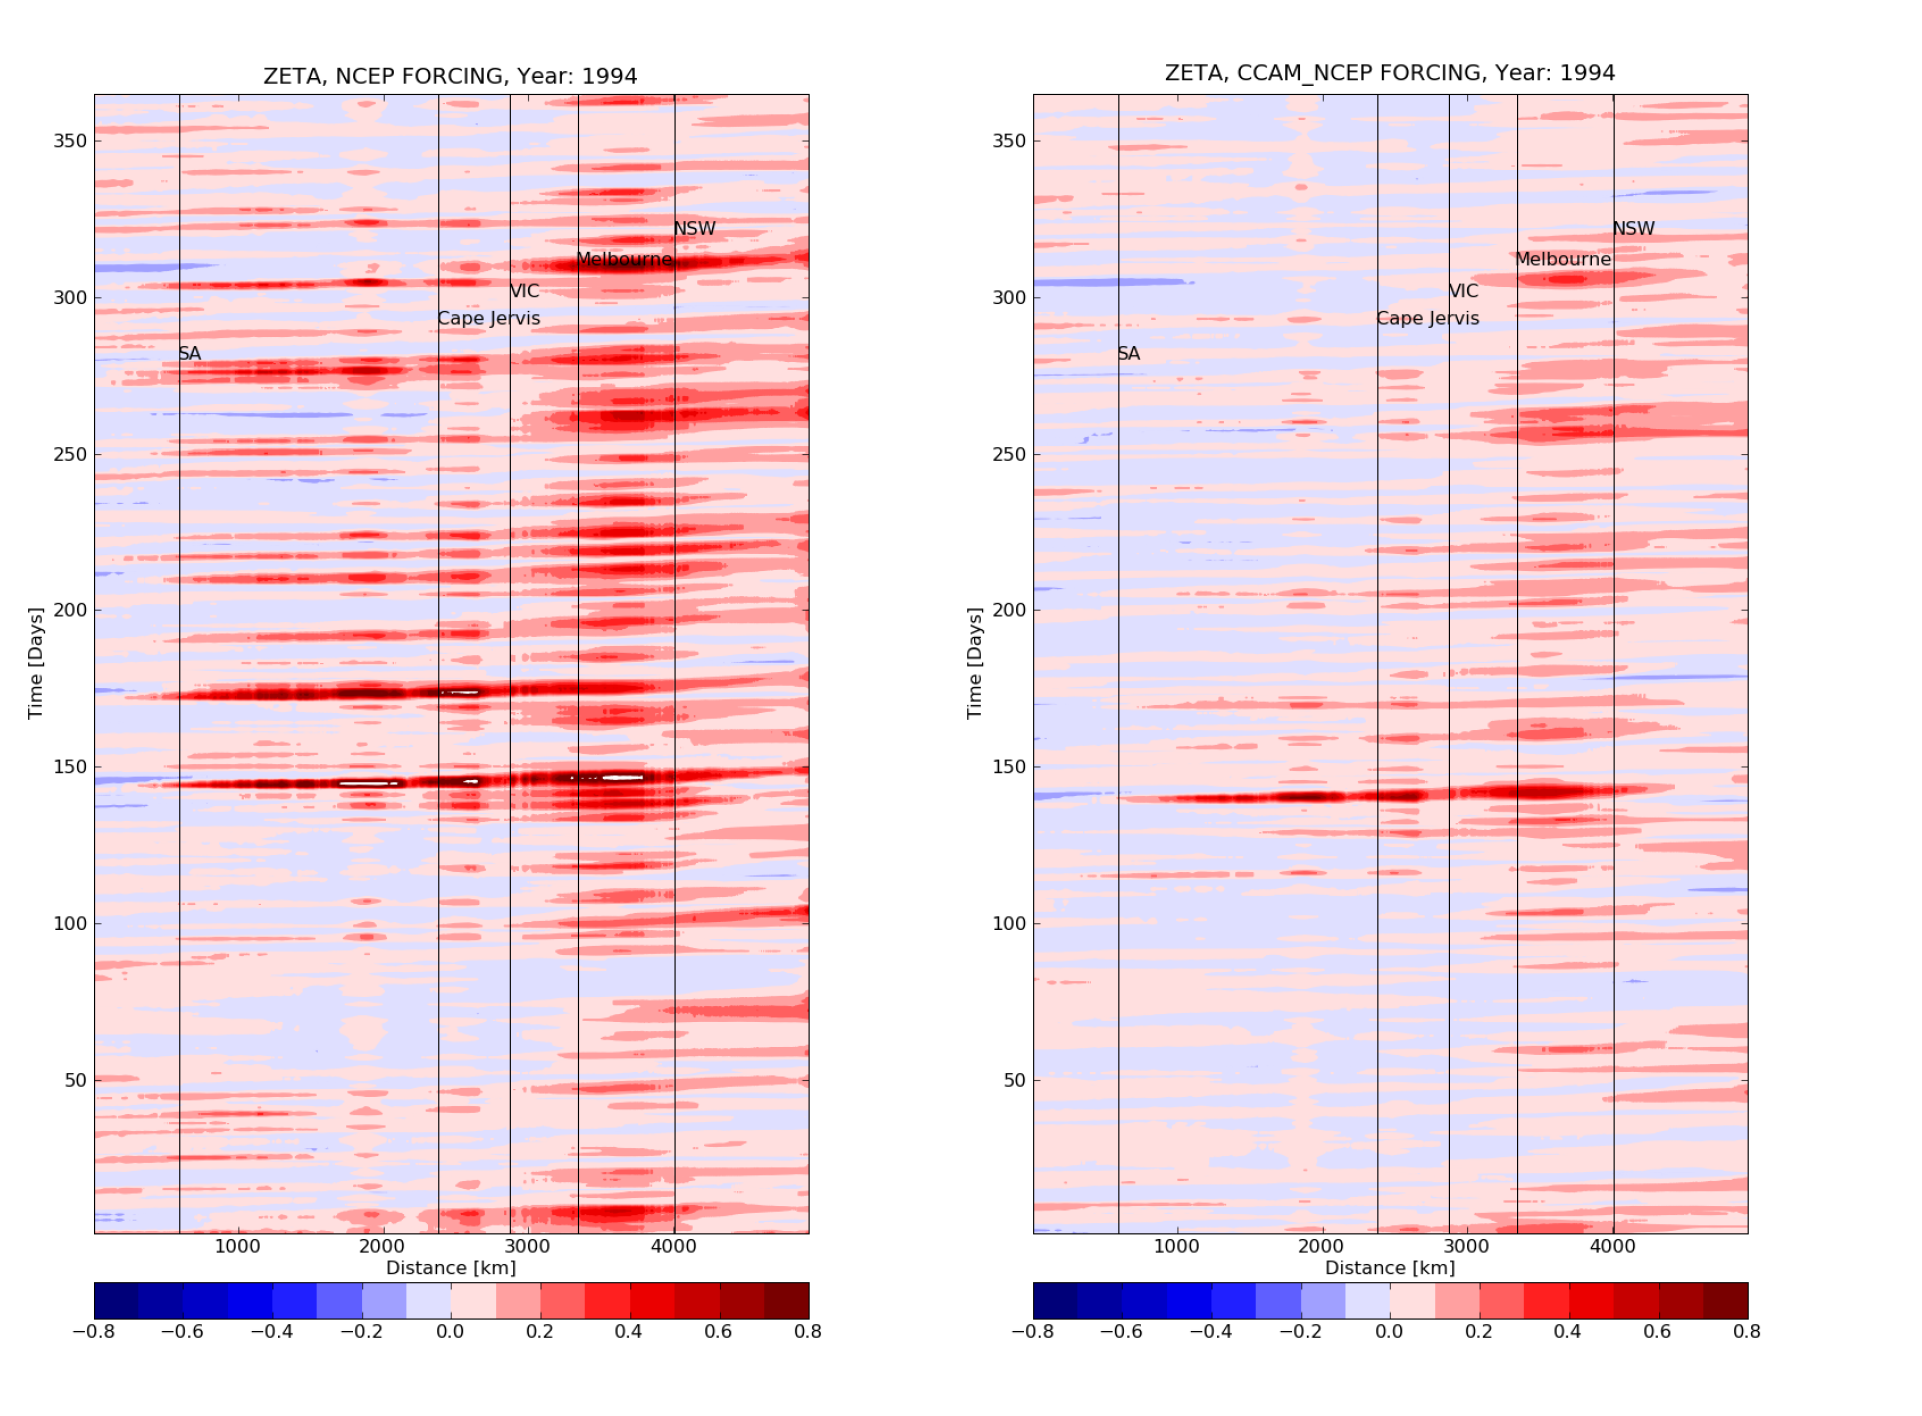 ZETA, NCEP FORCING, Year: 1994
350
300
250
200
150
100
50
Time [Days]
NSW
Melbourne
VIC
Cape Jervis
SA
1000 2000 3000 4000
Distance [km]
−0.8 −0.6 −0.4 −0.2 0.0 0.2 0.4 0.6 0.8
ZETA, CCAM_NCEP FORCING, Year: 1994
350
300
250
200
150
100
50
Time [Days]
NSW
Melbourne
VIC
Cape Jervis
SA
1000 2000 3000 4000
Distance [km]
−0.8 −0.6 −0.4 −0.2 0.0 0.2 0.4 0.6 0.8